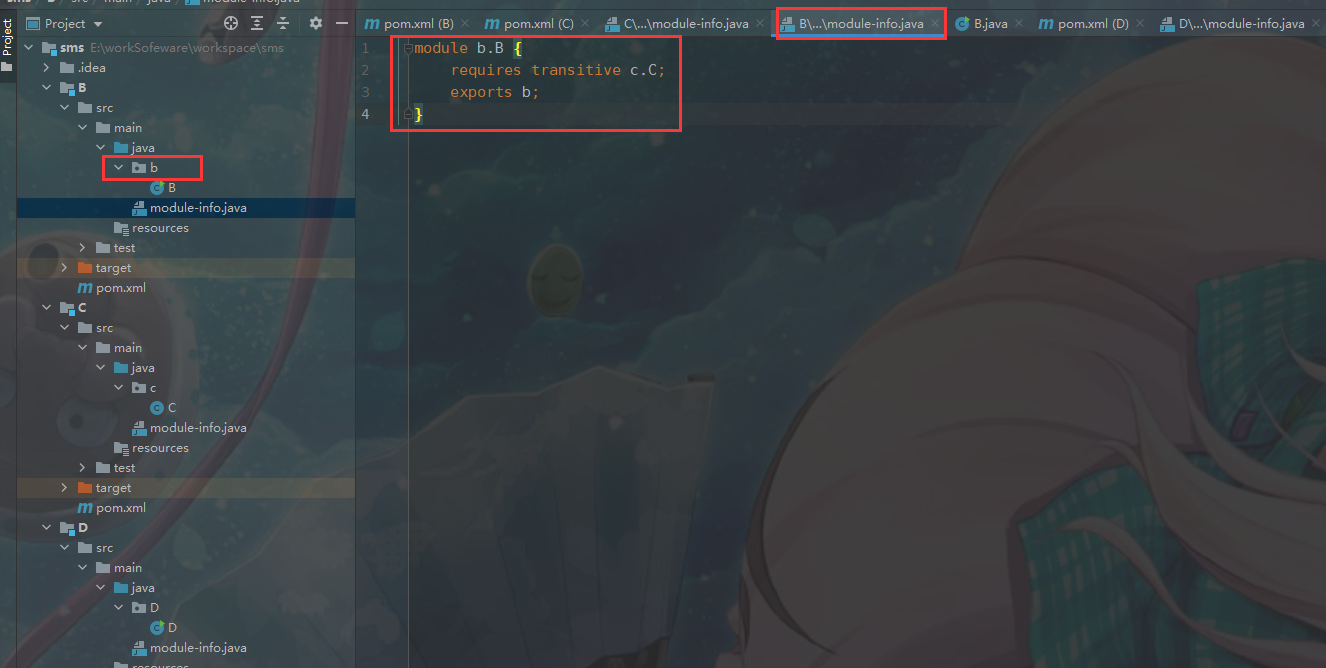 sms B src main java module-info.java
Project
Project
pom.xml (B)
pom.xml (C)
C\...\module-info.java
B\...\module-info.java
B.java
pom.xml (D)
D\...\module-info.java
sms E:\workSofeware\workspace\sms
.idea
B
src
main
java
b
B
module-info.java
resources
test
target
pom.xml
C
src
main
java
c
C
module-info.java
resources
test
target
pom.xml
D
src
main
java
D
D
module-info.java
resources
1 module b.B {
2 requires transitive c.C;
3 exports b;
4 }